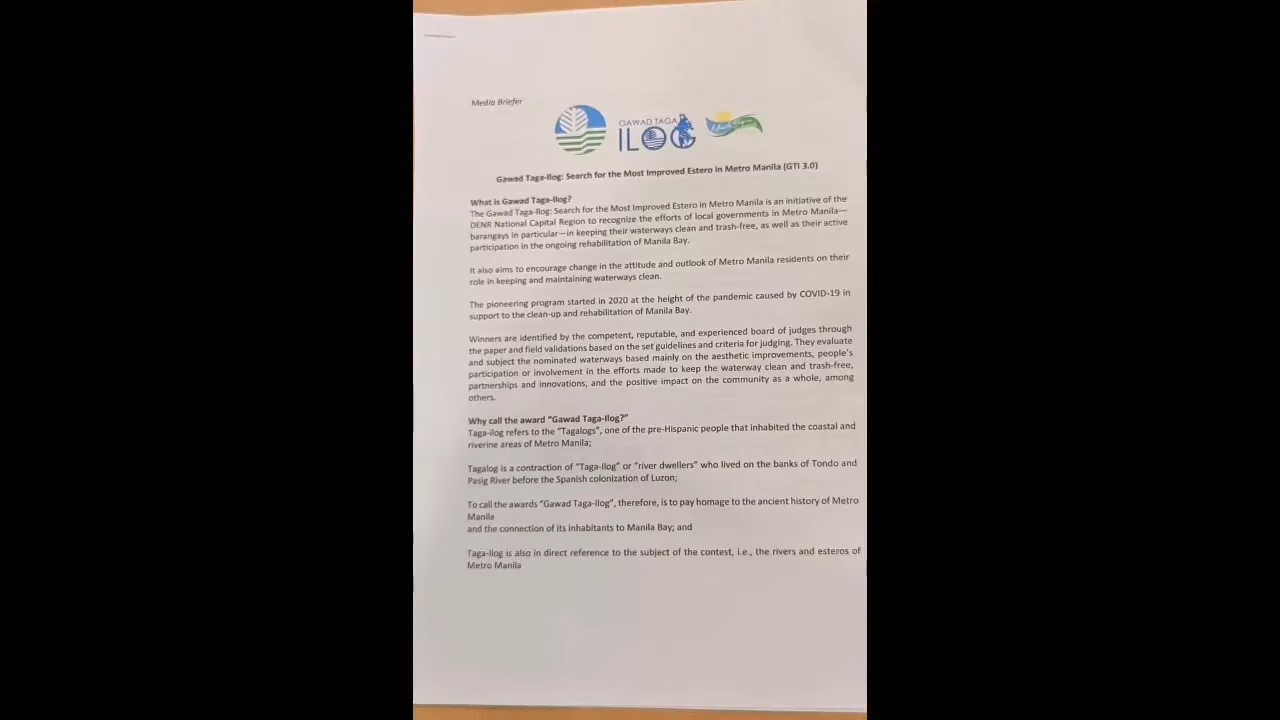 Media Briefer
GAWAD TAGA
ILOG
Gawad Taga-Ilog: Search for the Most Improved Estero in Metro Manila (GTI 3.0)
What is Gawad Taga-Ilog?
The Gawad Taga-Ilog: Search for the Most Improved Estero in Metro Manila is an initiative of the
DENR National Capital Region to recognize the efforts of local governments in Metro Manila—
barangays in particular—in keeping their waterways clean and trash-free, as well as their active
participation in the ongoing rehabilitation of Manila Bay.
It also aims to encourage change in the attitude and outlook of Metro Manila residents on their
role in keeping and maintaining waterways clean.
The pioneering program started in 2020 at the height of the pandemic caused by COVID-19 in
support to the clean-up and rehabilitation of Manila Bay.
Winners are identified by the competent, reputable, and experienced board of judges through
the paper and field validations based on the set guidelines and criteria for judging. They evaluate
and subject the nominated waterways based mainly on the aesthetic improvements, people's
participation or involvement in the efforts made to keep the waterway clean and trash-free,
partnerships and innovations, and the positive impact on the community as a whole, among
others.
Why call the award "Gawad Taga-Ilog?"
Taga-ilog refers to the "Tagalogs", one of the pre-Hispanic people that inhabited the coastal and
riverine areas of Metro Manila;
Tagalog is a contraction of "Taga-Ilog" or "river dwellers" who lived on the banks of Tondo and
Pasig River before the Spanish colonization of Luzon;
To call the awards "Gawad Taga-Ilog", therefore, is to pay homage to the ancient history of Metro
Manila
and the connection of its inhabitants to Manila Bay; and
Taga-Ilog is also in direct reference to the subject of the contest, i.e., the rivers and esteros of
Metro Manila